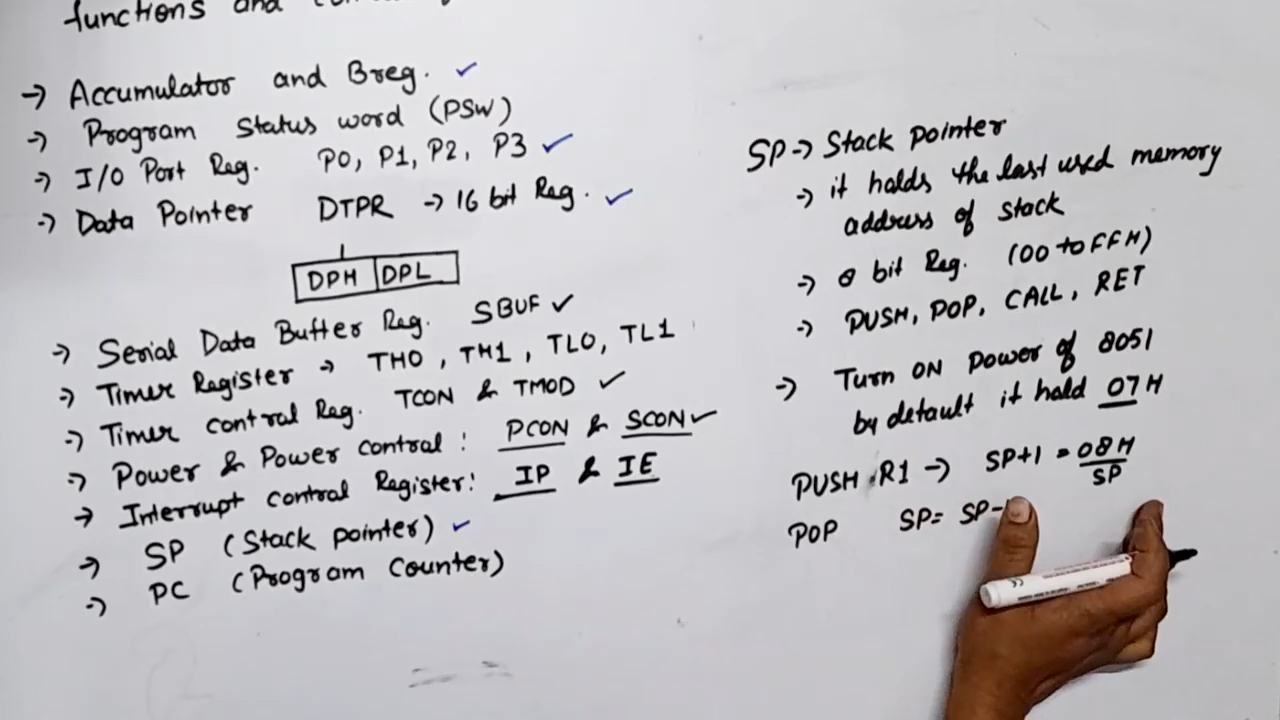 functions and
→ Accumulator and Breg. ✓
→ Program Status word (PSW)
→ I/O Port Reg. P0, P1, P2, P3 ✓
→ Data Pointer DTPR → 16 bit Reg. ✓
DPH DPL
→ Serial Data Buffer Reg. SBUF ✓
→ Timer Register → TH0, TH1, TL0, TL1
→ Timer control Reg. TCON & TMOD ✓
→ Power & Power control : PCON & SCON ✓
→ Interrupt control Register: IP & IE
→ SP (Stack pointer) ✓
→ PC (Program Counter)
SP → Stack pointer
→ it holds the last used memory
address of stack
→ 8 bit Reg. (00 to FFH)
→ PUSH, POP, CALL, RET
→ Turn ON power of 8051
by default it hold 07H
PUSH R1 → SP+1 = 08H
SP
POP SP = SP-